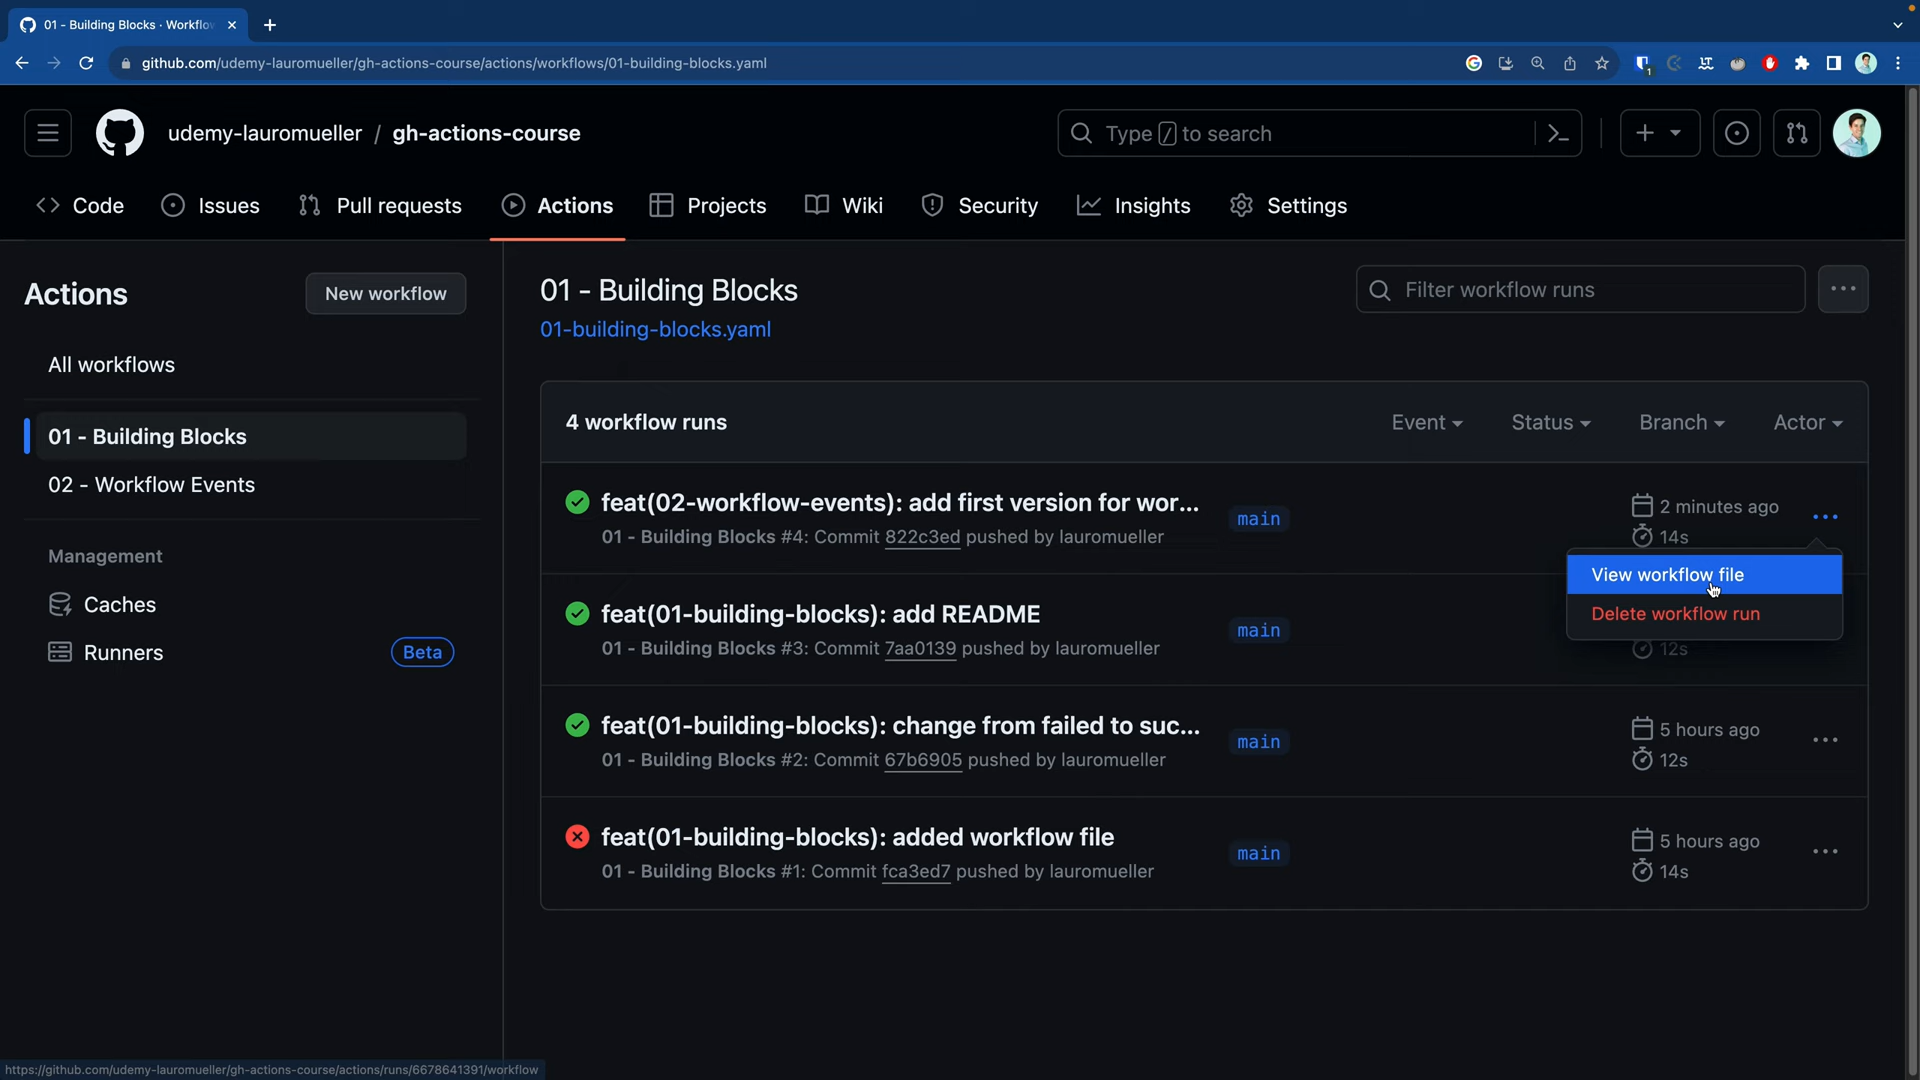 01 - Building Blocks · Workflow
github.com/udemy-lauromueller/gh-actions-course/actions/workflows/01-building-blocks.yaml
1
udemy-lauromueller / gh-actions-course
Type / to search
Code
Issues
Pull requests
Actions
Projects
Wiki
Security
Insights
Settings
Actions
New workflow
All workflows
01 - Building Blocks
02 - Workflow Events
Management
Caches
Runners
Beta
01 - Building Blocks
01-building-blocks.yaml
Filter workflow runs
4 workflow runs
Event
Status
Branch
Actor
feat(02-workflow-events): add first version for wor...
01 - Building Blocks #4: Commit 822c3ed pushed by lauromueller
main
2 minutes ago
14s
View workflow file
Delete workflow run
feat(01-building-blocks): add README
01 - Building Blocks #3: Commit 7aa0139 pushed by lauromueller
main
12s
feat(01-building-blocks): change from failed to suc...
01 - Building Blocks #2: Commit 67b6905 pushed by lauromueller
main
5 hours ago
12s
feat(01-building-blocks): added workflow file
01 - Building Blocks #1: Commit fca3ed7 pushed by lauromueller
main
5 hours ago
14s
https://github.com/udemy-lauromueller/gh-actions-course/actions/runs/6678641391/workflow